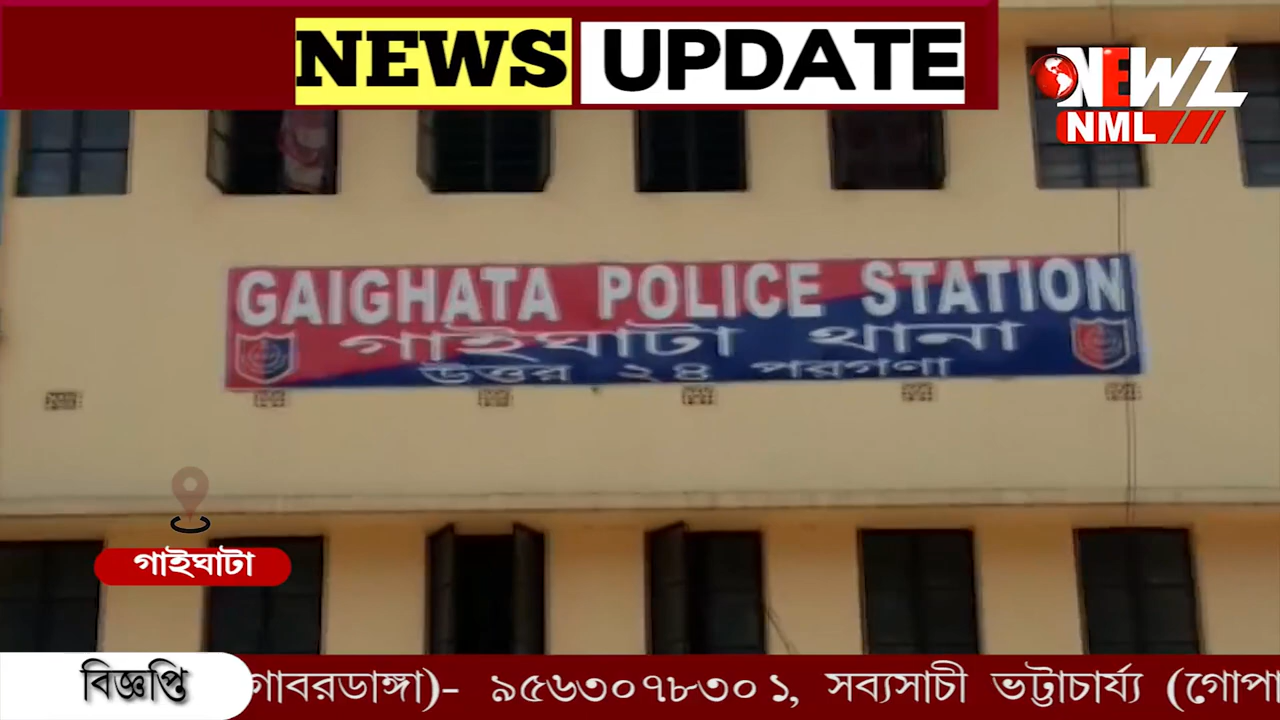 NEWS UPDATE
NEWZ
NML
GAIGHATA POLICE STATION
গাইঘাটা থানা
উত্তর ২৪ পরগণা
গাইঘাটা
বিজ্ঞপ্তি
গোবরডাঙ্গা)- ৯৫৬৩০৭৮৩০১, সব্যসাচী ভট্টাচার্য্য (গোপা